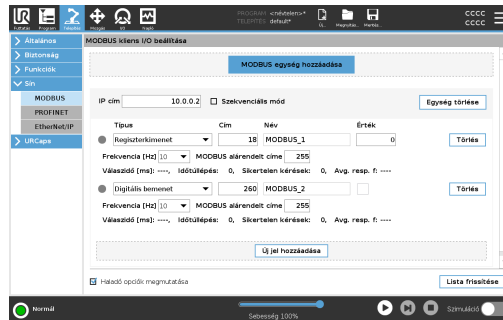 PROGRAM <névtelen>*
TELEPÍTÉS default*
CCCC
CCCC
Futtatás Program Telepítés Mozgás I/O Napló Új... Megnyitás... Mentés...
Általános
Biztonság
Funkciók
Sín
MODBUS
PROFINET
EtherNet/IP
URCaps
MODBUS kliens I/O beállítása
MODBUS egység hozzáadása
IP cím 10.0.0.2 Szekvenciális mód Egység törlése
Típus Cím Név Érték
Regiszterkimenet 18 MODBUS_1 0 Törlés
Frekvencia [Hz] 10 MODBUS alárendelt címe 255
Válaszidő [ms]: ----, Időtúllépés: 0, Sikertelen kérések: 0, Avg. resp. f: ----
Digitális bemenet 260 MODBUS_2 Törlés
Frekvencia [Hz] 10 MODBUS alárendelt címe 255
Válaszidő [ms]: ----, Időtúllépés: 0, Sikertelen kérések: 0, Avg. resp. f: ----
Új jel hozzáadása
Haladó opciók megmutatása Lista frissítése
Normál
Sebesség 100%
Szimuláció